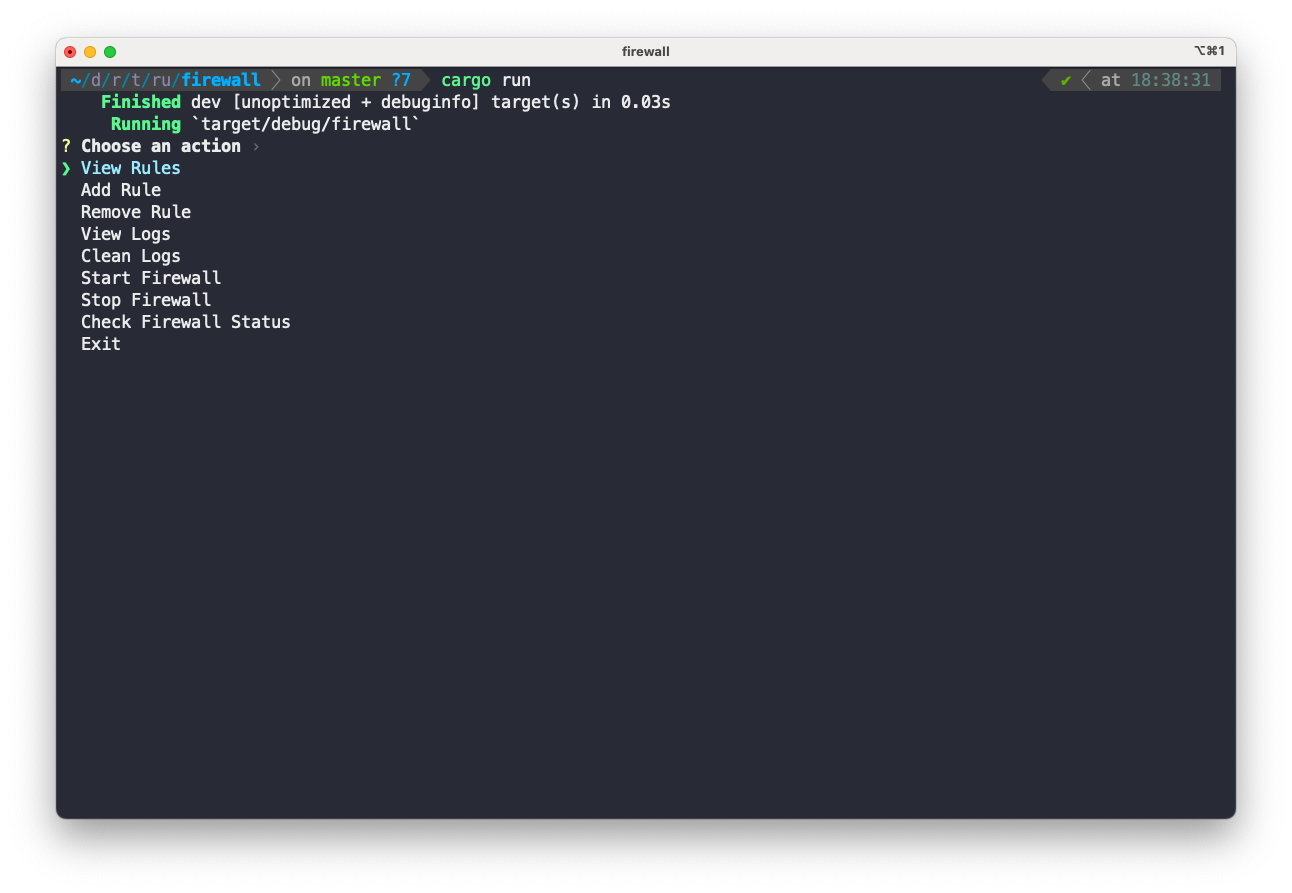 firewall ⌥⌘1
~/d/r/t/ru/firewall on master ?7 cargo run ✔ at 18:38:31
Finished dev [unoptimized + debuginfo] target(s) in 0.03s
Running `target/debug/firewall`
? Choose an action ›
❯ View Rules
Add Rule
Remove Rule
View Logs
Clean Logs
Start Firewall
Stop Firewall
Check Firewall Status
Exit